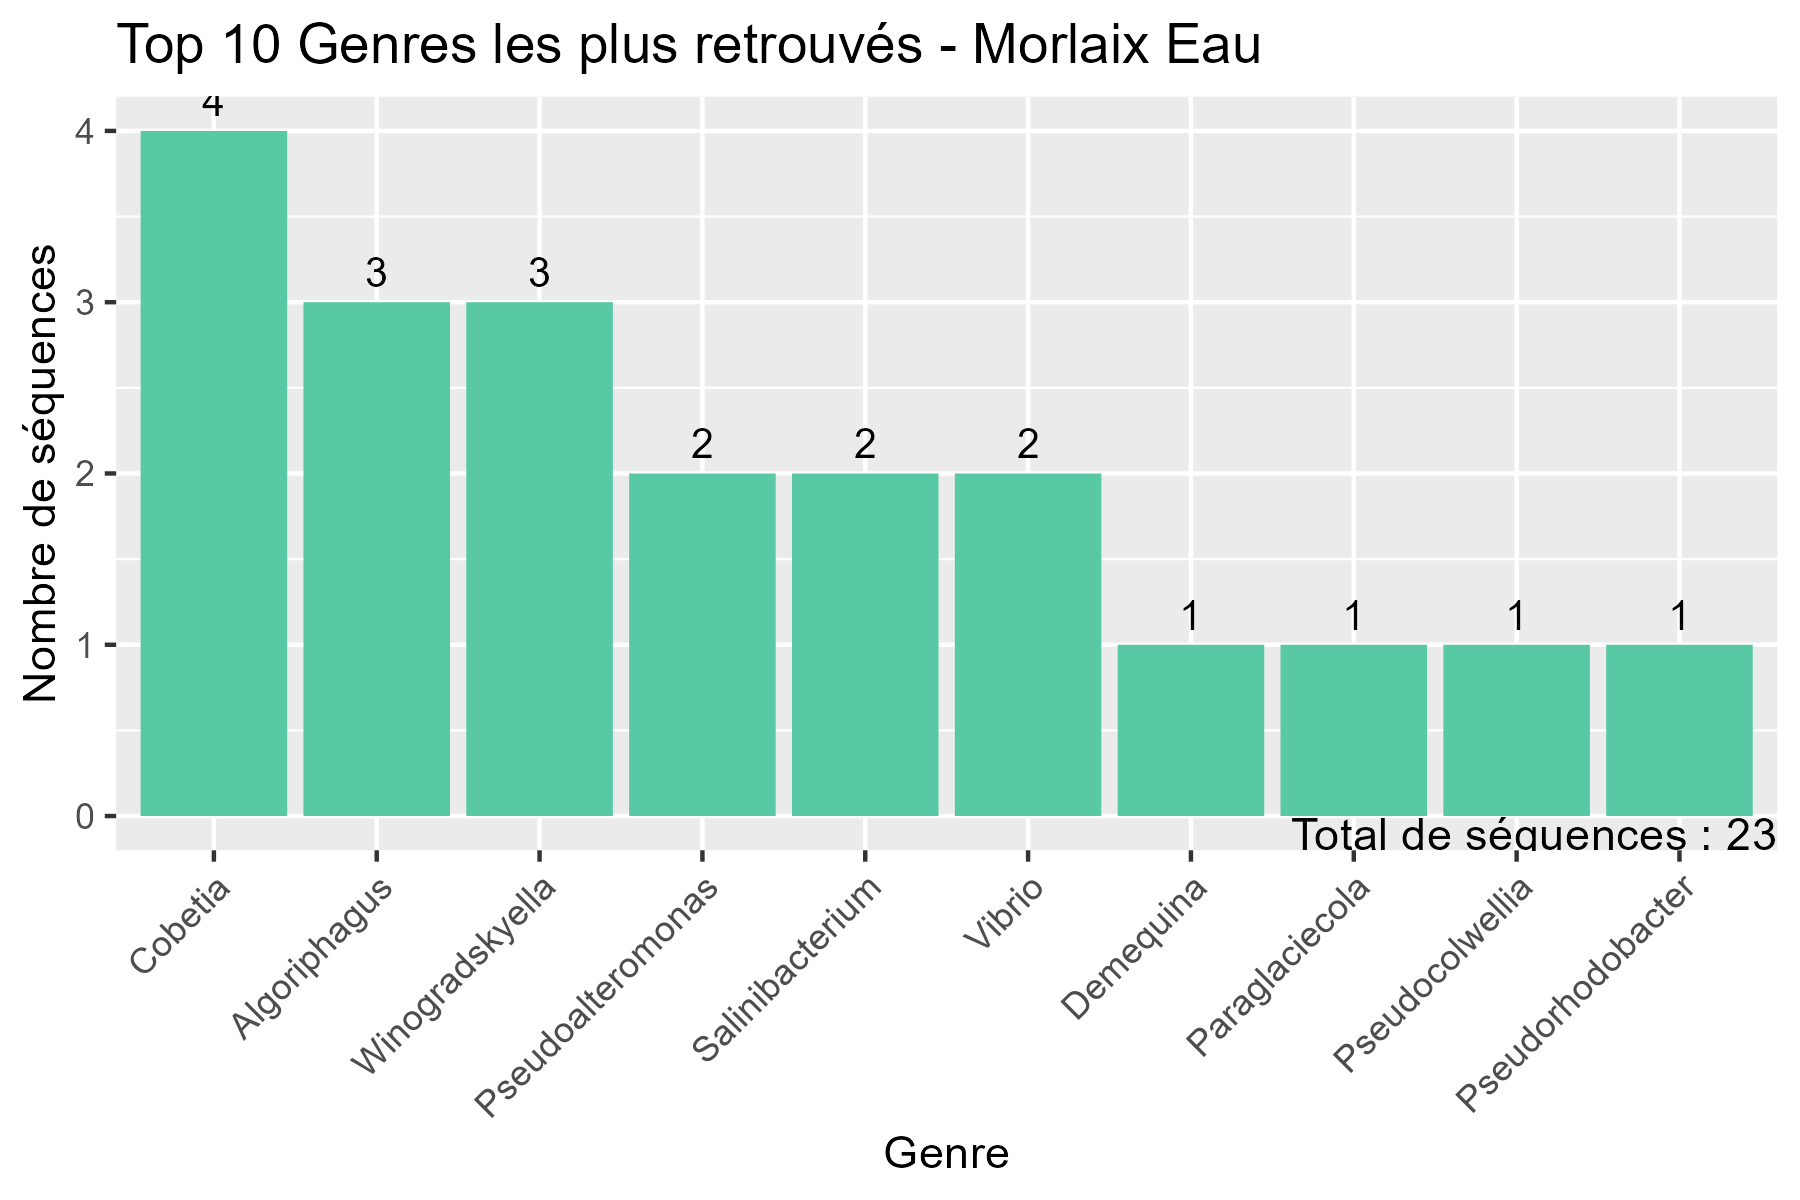 Top 10 Genres les plus retrouvés - Morlaix Eau
Nombre de séquences
4
3
2
1
0
4
3
3
2
2
2
1
1
1
1
Total de séquences : 23
Cobetia
Algoriphagus
Winogradskyella
Pseudoalteromonas
Salinibacterium
Vibrio
Demequina
Paraglaciecola
Pseudocolwellia
Pseudorhodobacter
Genre